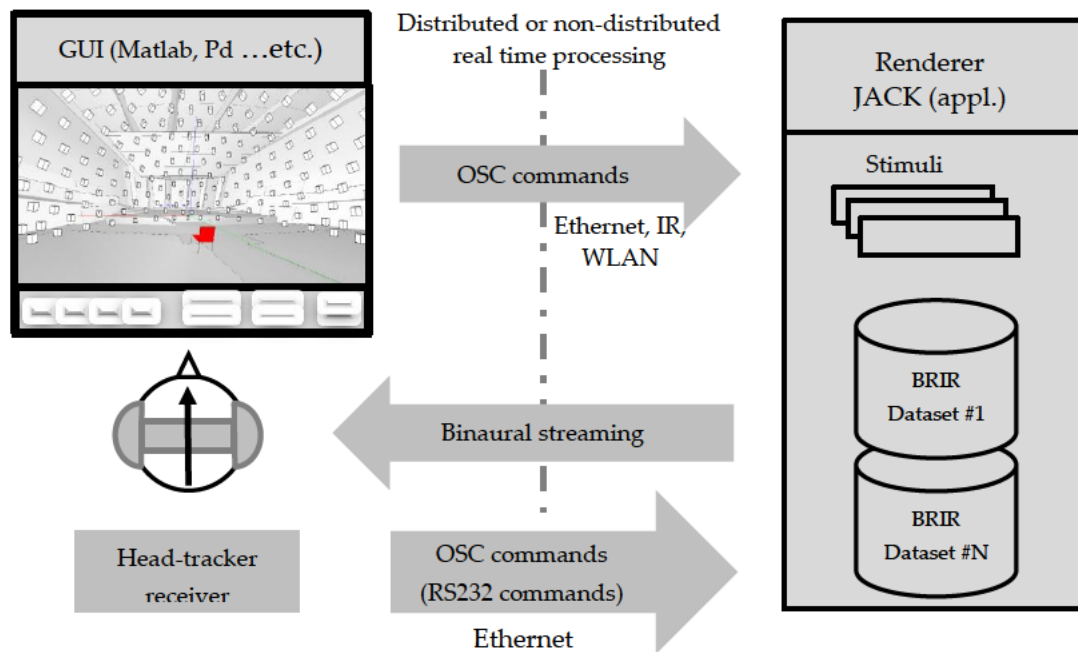 GUI (Matlab, Pd …etc.)
Distributed or non-distributed
real time processing
Renderer
JACK (appl.)
OSC commands
Ethernet, IR,
WLAN
Stimuli
BRIR
Dataset #1
Binaural streaming
BRIR
Dataset #N
Head-tracker
receiver
OSC commands
(RS232 commands)
Ethernet